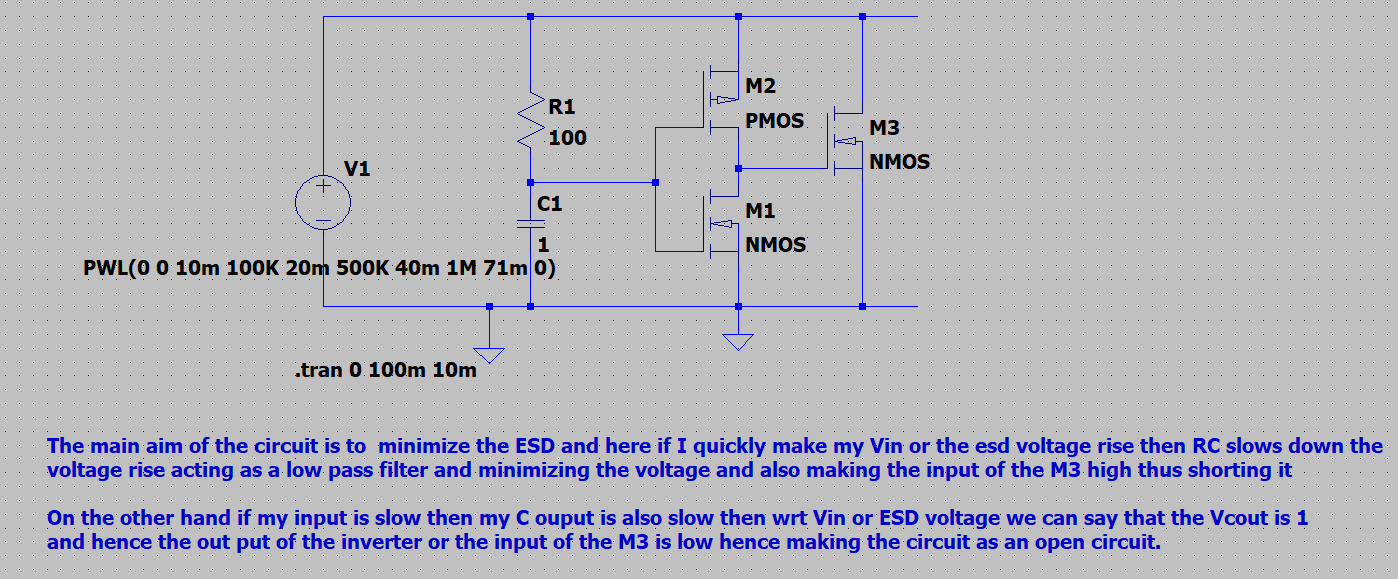 M2
R1
PMOS
M3
100
V1
NMOS
C1
M1
1
NMOS
PWL(0 0 10m 100K 20m 500K 40m 1M 71m 0)
.tran 0 100m 10m
The main aim of the circuit is to  minimize the ESD and here if I quickly make my Vin or the esd voltage rise then RC slows down the
voltage rise acting as a low pass filter and minimizing the voltage and also making the input of the M3 high thus shorting it
On the other hand if my input is slow then my C ouput is also slow then wrt Vin or ESD voltage we can say that the Vcout is 1
and hence the out put of the inverter or the input of the M3 is low hence making the circuit as an open circuit.